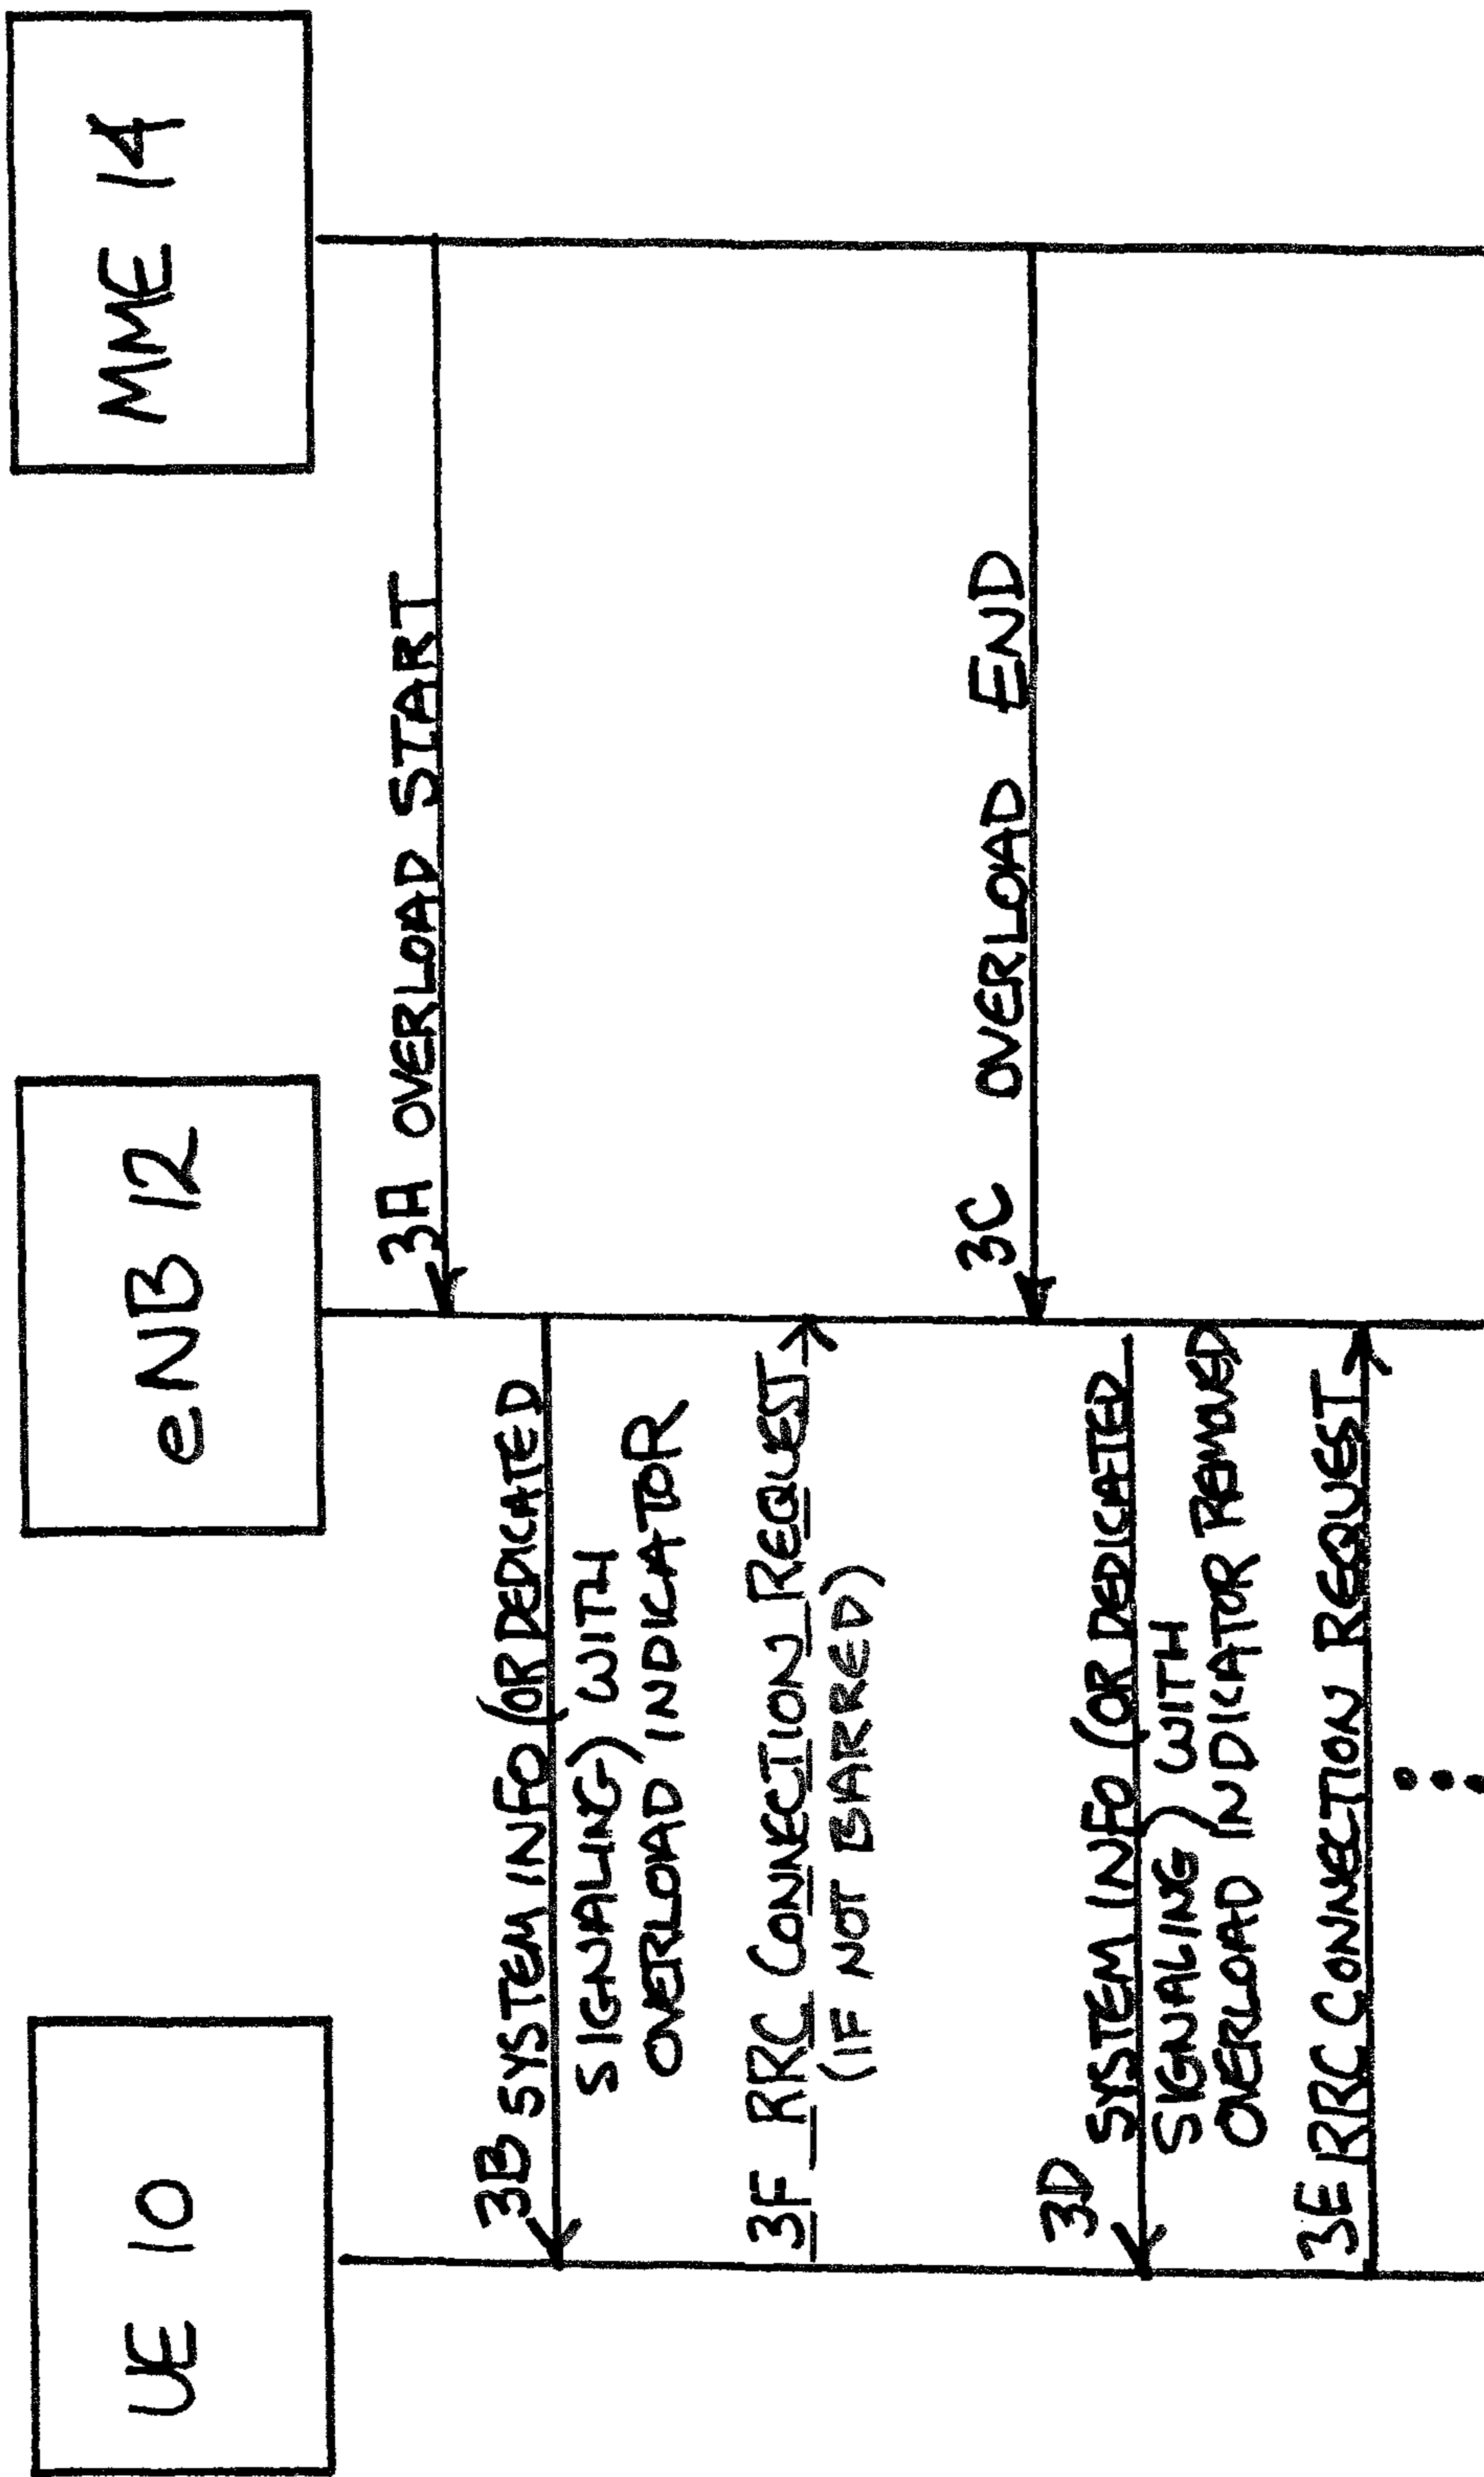 UE 10
eNB 12
MME 14
3A OVERLOAD START
3B SYSTEM INFO (OR DEDICATED
SIGNALING) WITH
OVERLOAD INDICATOR
3F RRC CONNECTION REQUEST
(IF NOT BARRED)
3C OVERLOAD END
3D SYSTEM INFO (OR DEDICATED
SIGNALING) WITH
OVERLOAD INDICATOR REMOVED
3E RRC CONNECTION REQUEST